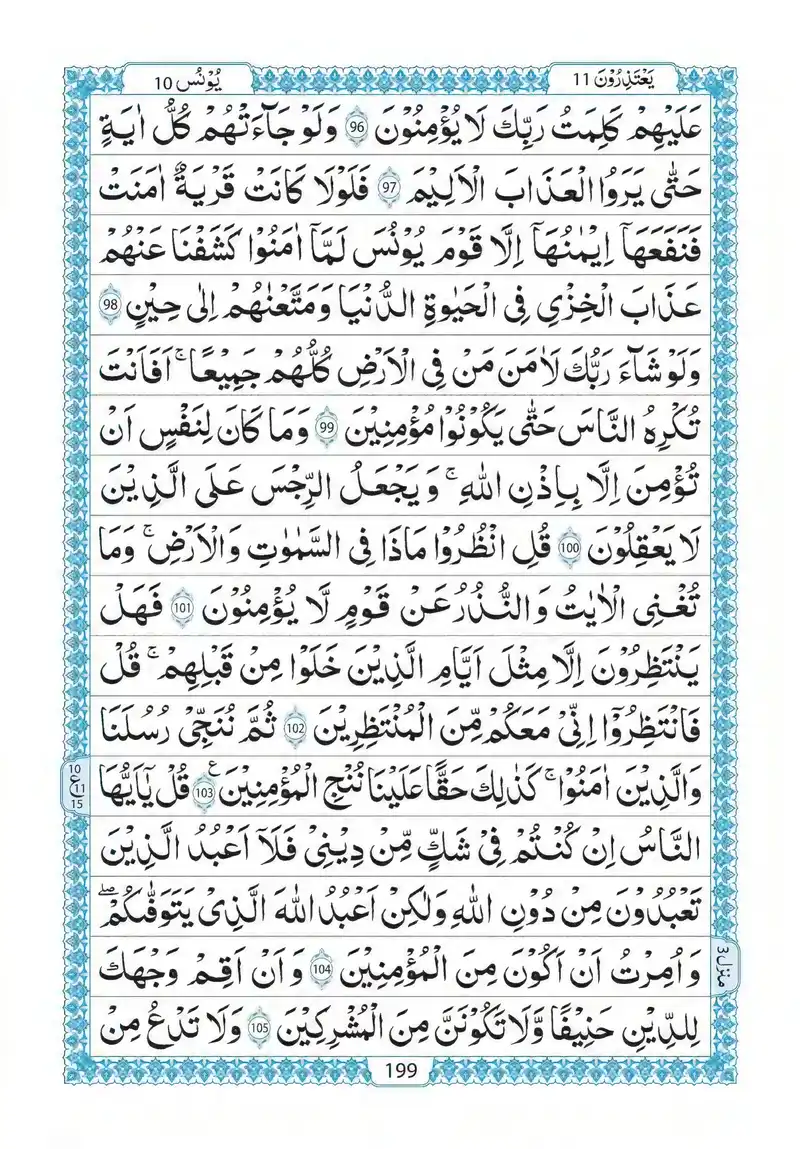 يَعْتَذِرُوْنَ 11
يُوْنُس 10
عَلَيْهِمْ كَلِمَتُ رَبِّكَ لَا يُؤْمِنُوْنَ 96 وَلَوْ جَآءَتْهُمْ كُلُّ اٰيَةٍ
حَتّٰى يَرَوُا الْعَذَابَ الْاَلِيْمَ 97 فَلَوْلَا كَانَتْ قَرْيَةٌ اٰمَنَتْ
فَنَفَعَهَآ اِيْمٰنُهَآ اِلَّا قَوْمَ يُوْنُسَ لَمَّآ اٰمَنُوْا كَشَفْنَا عَنْهُمْ
عَذَابَ الْخِزْيِ فِى الْحَيٰوةِ الدُّنْيَا وَمَتَّعْنٰهُمْ اِلٰى حِيْنٍ 98
وَلَوْ شَآءَ رَبُّكَ لَاٰمَنَ مَنْ فِى الْاَرْضِ كُلُّهُمْ جَمِيْعًا ۚ اَفَاَنْتَ
تُكْرِهُ النَّاسَ حَتّٰى يَكُوْنُوْا مُؤْمِنِيْنَ 99 وَمَا كَانَ لِنَفْسٍ اَنْ
تُؤْمِنَ اِلَّا بِاِذْنِ اللّٰهِ ۚ وَيَجْعَلُ الرِّجْسَ عَلَى الَّذِيْنَ
لَا يَعْقِلُوْنَ 100 قُلِ انْظُرُوْا مَاذَا فِى السَّمٰوٰتِ وَالْاَرْضِ ۚ وَمَا
تُغْنِى الْاٰيٰتُ وَالنُّذُرُ عَنْ قَوْمٍ لَّا يُؤْمِنُوْنَ 101 فَهَلْ
يَنْتَظِرُوْنَ اِلَّا مِثْلَ اَيَّامِ الَّذِيْنَ خَلَوْا مِنْ قَبْلِهِمْ ۚ قُلْ
فَانْتَظِرُوْٓا اِنِّىْ مَعَكُمْ مِّنَ الْمُنْتَظِرِيْنَ 102 ثُمَّ نُنَجِّىْ رُسُلَنَا
وَالَّذِيْنَ اٰمَنُوْا ۚ كَذٰلِكَ حَقًّا عَلَيْنَا نُنْجِ الْمُؤْمِنِيْنَ 103 ع قُلْ يٰٓاَيُّهَا
10 ع 11 15
النَّاسُ اِنْ كُنْتُمْ فِىْ شَكٍّ مِّنْ دِيْنِىْ فَلَآ اَعْبُدُ الَّذِيْنَ
تَعْبُدُوْنَ مِنْ دُوْنِ اللّٰهِ وَلٰكِنْ اَعْبُدُ اللّٰهَ الَّذِىْ يَتَوَفّٰىكُمْ ۖ
وَاُمِرْتُ اَنْ اَكُوْنَ مِنَ الْمُؤْمِنِيْنَ 104 وَاَنْ اَقِمْ وَجْهَكَ
منزل 3
لِلدِّيْنِ حَنِيْفًا وَّلَا تَكُوْنَنَّ مِنَ الْمُشْرِكِيْنَ 105 وَلَا تَدْعُ مِنْ
199